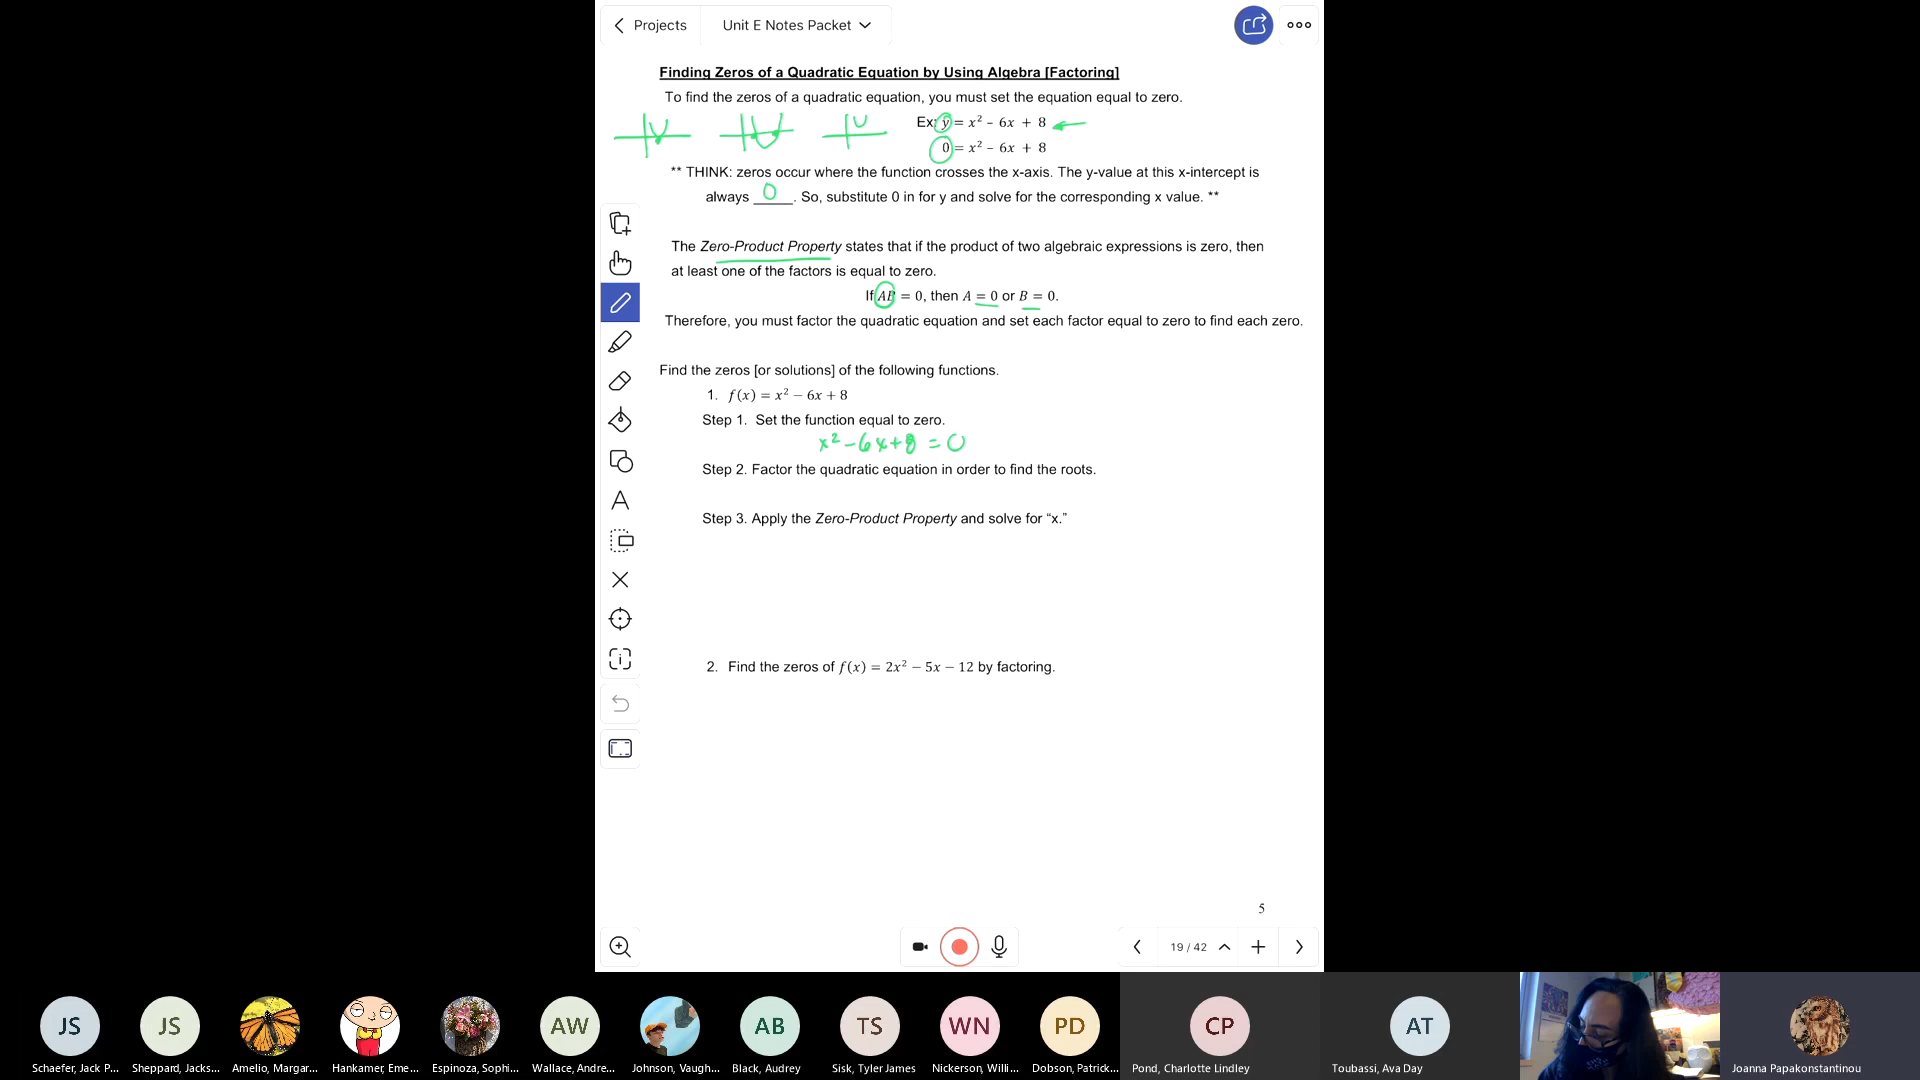 Projects
Unit E Notes Packet
Finding Zeros of a Quadratic Equation by Using Algebra [Factoring]
To find the zeros of a quadratic equation, you must set the equation equal to zero.
Ex: y = x² - 6x + 8
0 = x² - 6x + 8
** THINK: zeros occur where the function crosses the x-axis. The y-value at this x-intercept is
always __0__. So, substitute 0 in for y and solve for the corresponding x value. **
The Zero-Product Property states that if the product of two algebraic expressions is zero, then
at least one of the factors is equal to zero.
If AB = 0, then A = 0 or B = 0.
Therefore, you must factor the quadratic equation and set each factor equal to zero to find each zero.
Find the zeros [or solutions] of the following functions.
1. f(x) = x² − 6x + 8
Step 1. Set the function equal to zero.
x² - 6x + 8 = 0
Step 2. Factor the quadratic equation in order to find the roots.
Step 3. Apply the Zero-Product Property and solve for “x.”
2. Find the zeros of f(x) = 2x² − 5x − 12 by factoring.
5
19 / 42
JS JS AW AB TS WN PD CP AT
Schaefer, Jack P... Sheppard, Jacks... Amelio, Margar... Hankamer, Eme... Espinoza, Sophi... Wallace, Andre... Johnson, Vaugh... Black, Audrey Sisk, Tyler James Nickerson, Willi... Dobson, Patrick... Pond, Charlotte Lindley Toubassi, Ava Day Joanna Papakonstantinou